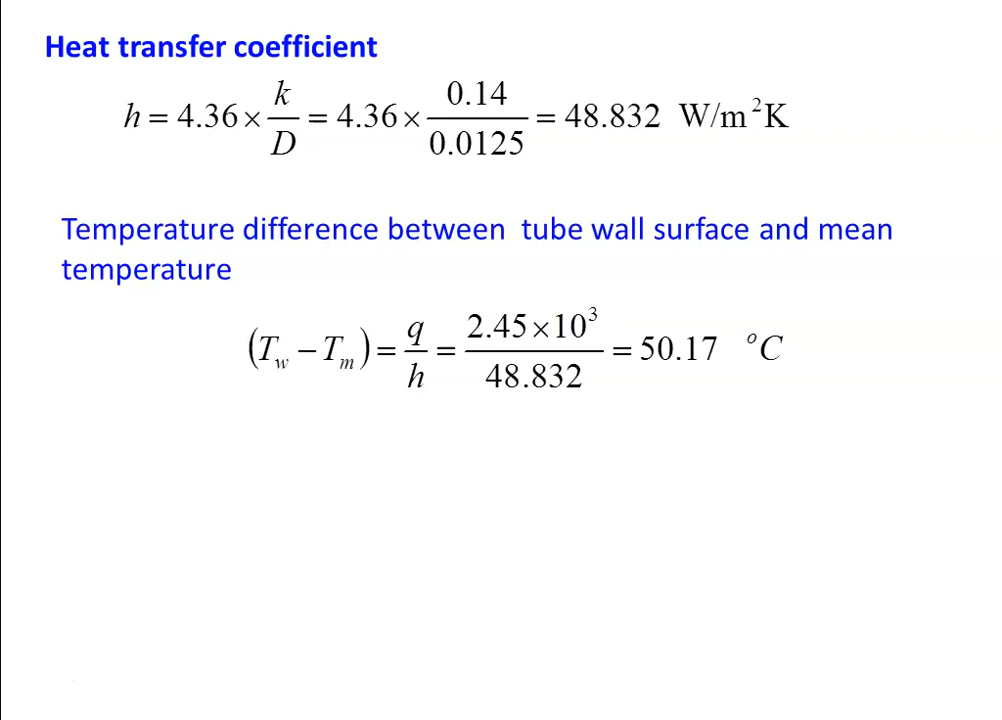 Heat transfer coefficient
h = 4.36 × k/D = 4.36 × 0.14/0.0125 = 48.832 W/m²K
Temperature difference between tube wall surface and mean
temperature
(T_w − T_m) = q/h = 2.45×10³/48.832 = 50.17 °C